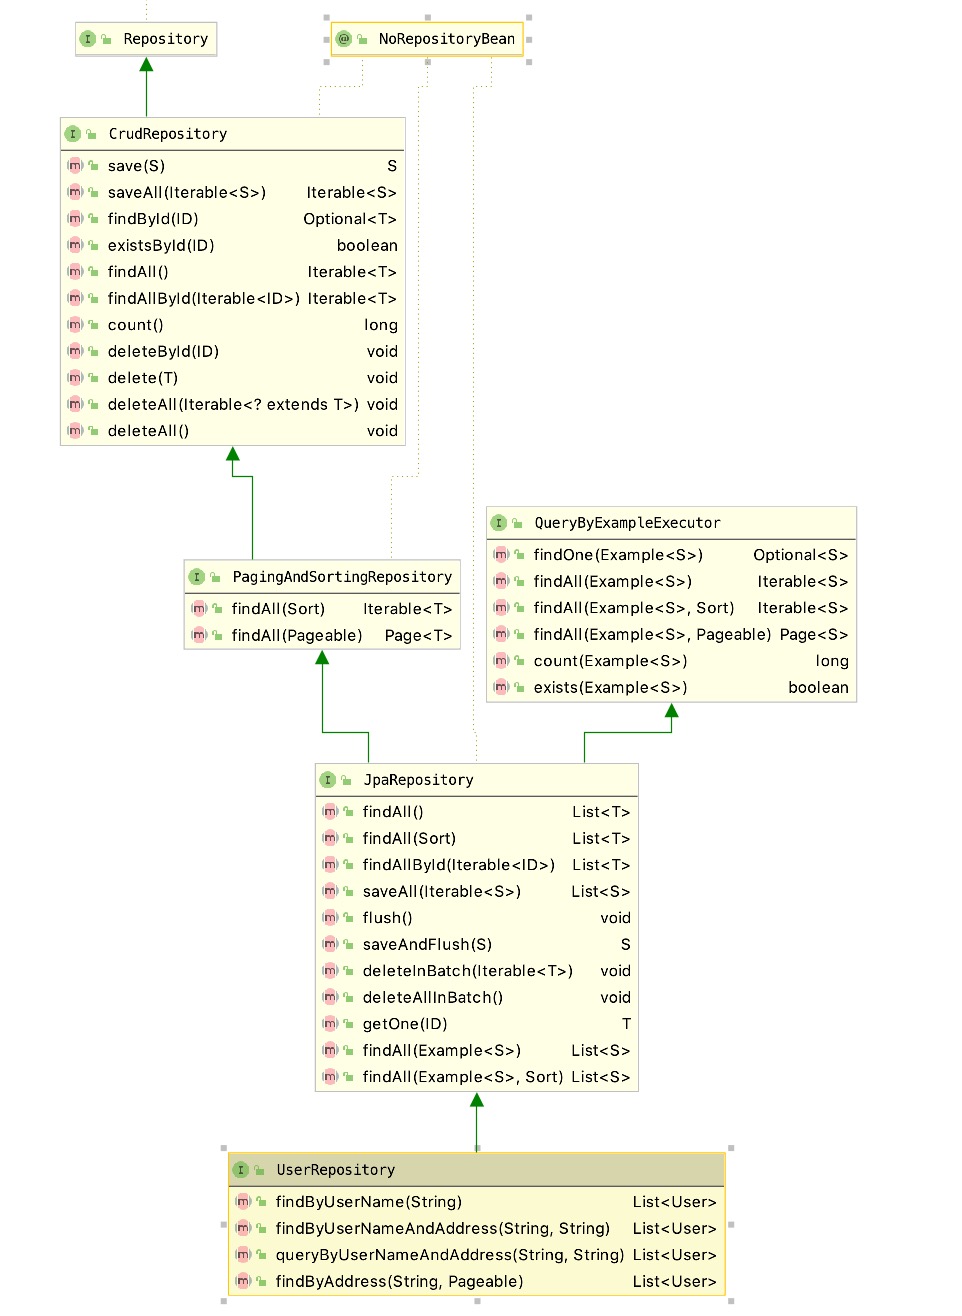 Repository
NoRepositoryBean
CrudRepository
save(S) S
saveAll(Iterable<S>) Iterable<S>
findById(ID) Optional<T>
existsById(ID) boolean
findAll() Iterable<T>
findAllById(Iterable<ID>) Iterable<T>
count() long
deleteById(ID) void
delete(T) void
deleteAll(Iterable<? extends T>) void
deleteAll() void
PagingAndSortingRepository
findAll(Sort) Iterable<T>
findAll(Pageable) Page<T>
QueryByExampleExecutor
findOne(Example<S>) Optional<S>
findAll(Example<S>) Iterable<S>
findAll(Example<S>, Sort) Iterable<S>
findAll(Example<S>, Pageable) Page<S>
count(Example<S>) long
exists(Example<S>) boolean
JpaRepository
findAll() List<T>
findAll(Sort) List<T>
findAllById(Iterable<ID>) List<T>
saveAll(Iterable<S>) List<S>
flush() void
saveAndFlush(S) S
deleteInBatch(Iterable<T>) void
deleteAllInBatch() void
getOne(ID) T
findAll(Example<S>) List<S>
findAll(Example<S>, Sort) List<S>
UserRepository
findByUserName(String) List<User>
findByUserNameAndAddress(String, String) List<User>
queryByUserNameAndAddress(String, String) List<User>
findByAddress(String, Pageable) List<User>